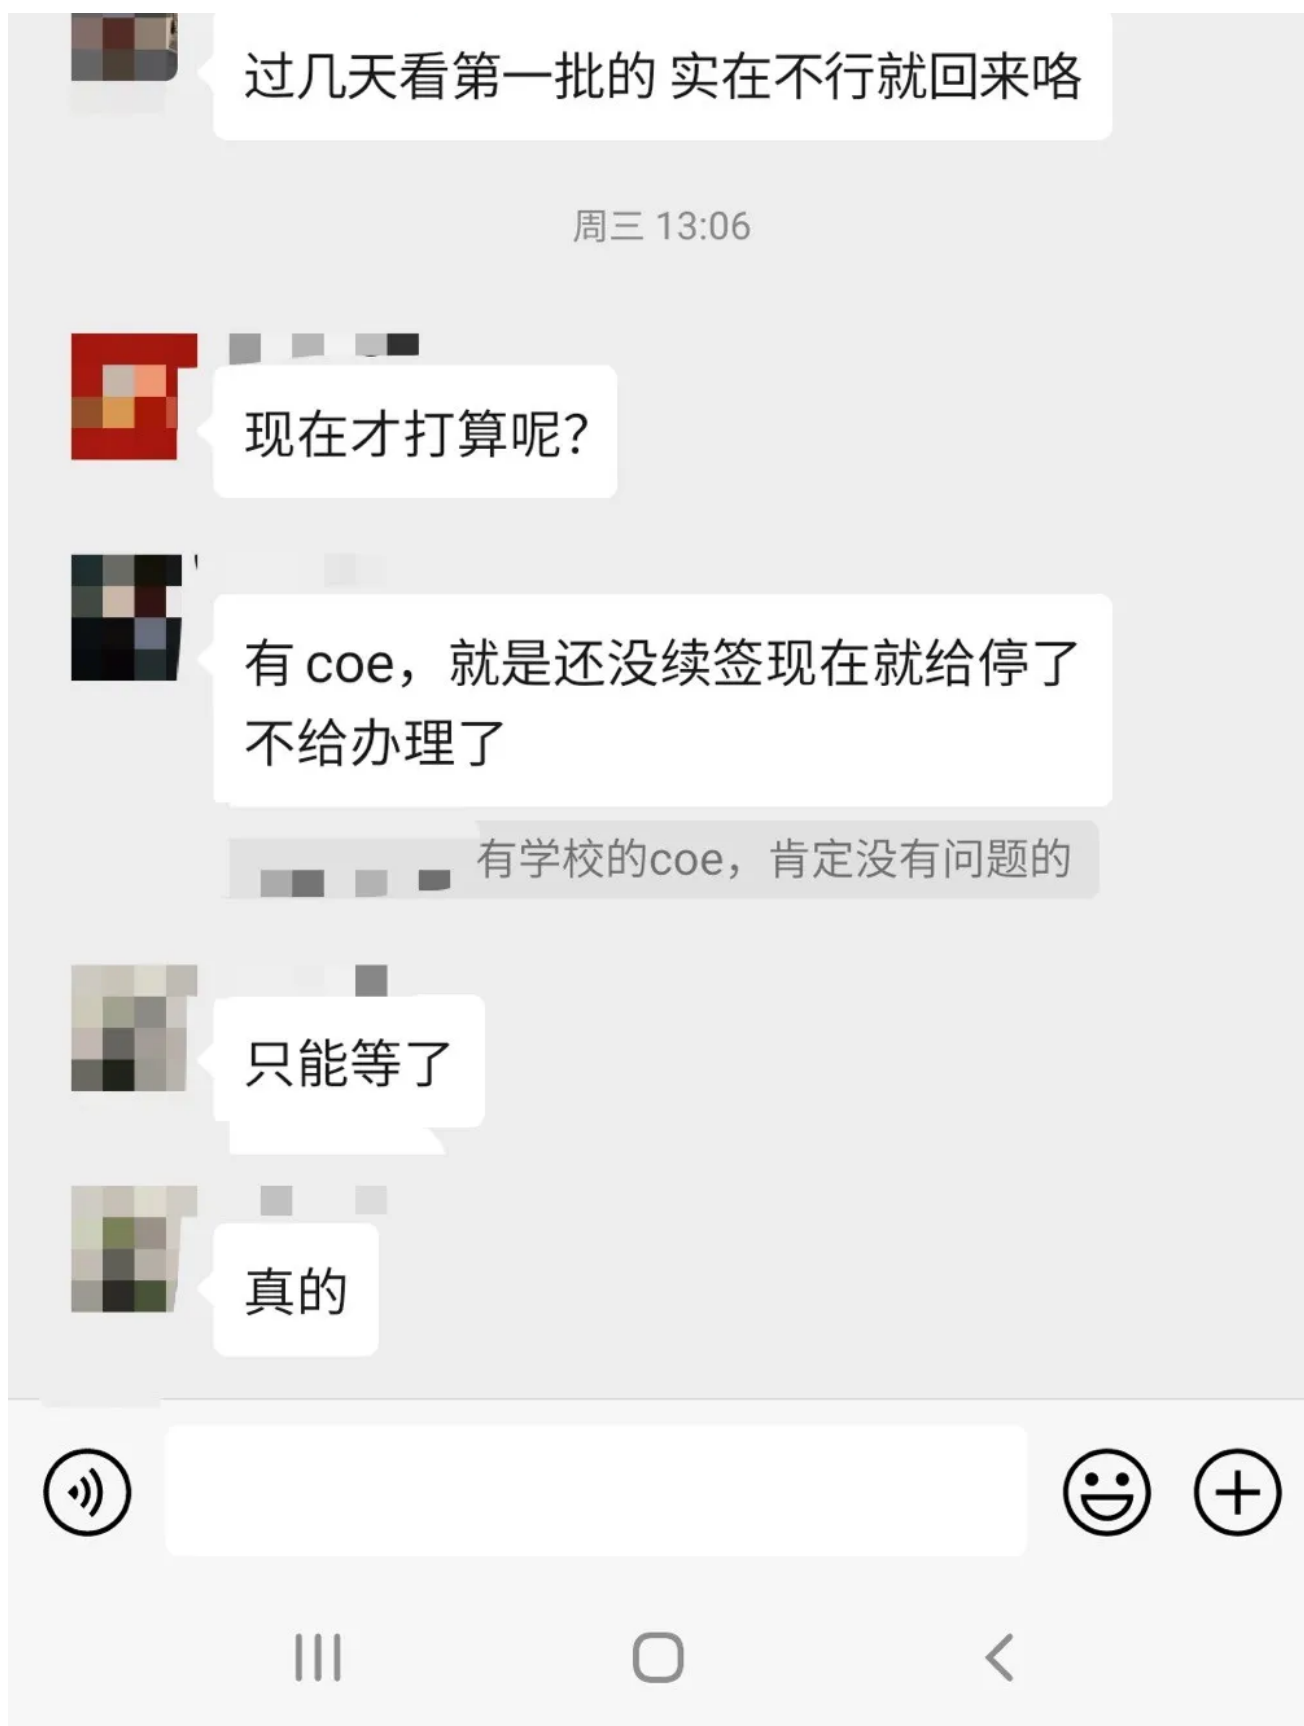 过几天看第一批的 实在不行就回来咯
周三 13:06
现在才打算呢？
有 coe，就是还没续签现在就给停了
不给办理了
有学校的coe，肯定没有问题的
只能等了
真的